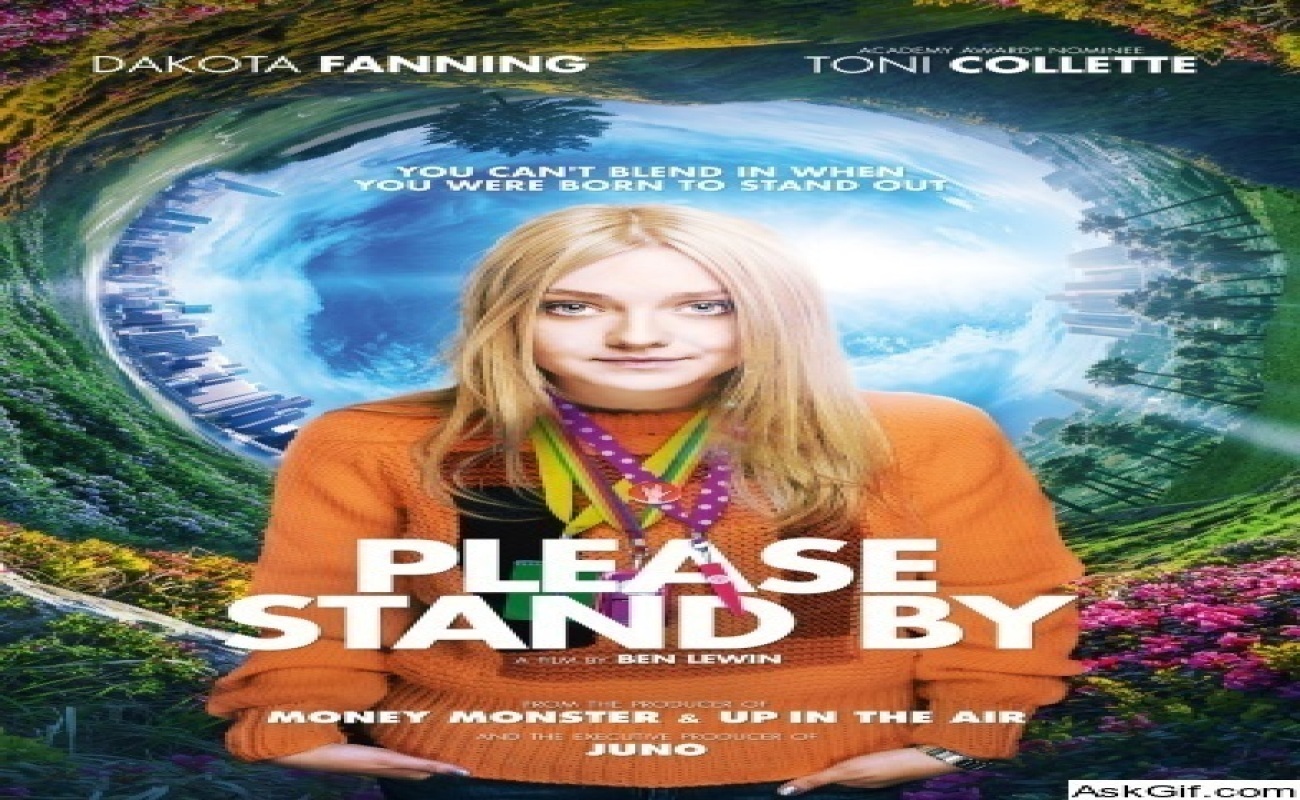 DAKOTA FANNING
ACADEMY AWARD® NOMINEE
TONI COLLETTE
YOU CAN'T BLEND IN WHEN
YOU WERE BORN TO STAND OUT
PLEASE
STAND BY
A FILM BY BEN LEWIN
FROM THE PRODUCER OF
MONEY MONSTER & UP IN THE AIR
AND THE EXECUTIVE PRODUCER OF
JUNO
AskGif.com